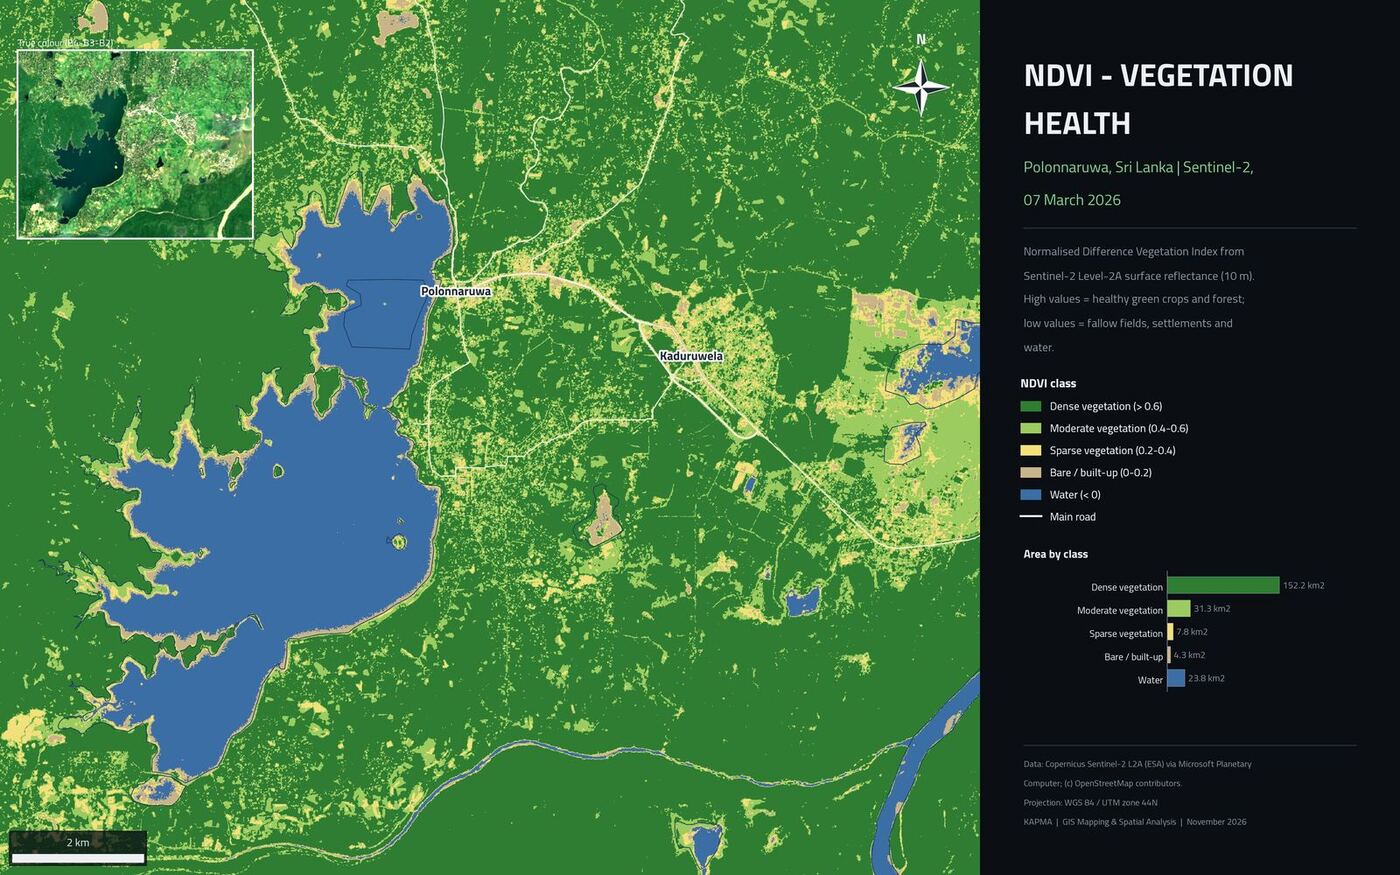 True colour (B4-B3-B2)
N
Polonnaruwa
Kaduruwela
2 km
NDVI - VEGETATION
HEALTH
Polonnaruwa, Sri Lanka | Sentinel-2,
07 March 2026
Normalised Difference Vegetation Index from
Sentinel-2 Level-2A surface reflectance (10 m).
High values = healthy green crops and forest;
low values = fallow fields, settlements and
water.
NDVI class
Dense vegetation (> 0.6)
Moderate vegetation (0.4-0.6)
Sparse vegetation (0.2-0.4)
Bare / built-up (0-0.2)
Water (< 0)
Main road
Area by class
Dense vegetation 152.2 km2
Moderate vegetation 31.3 km2
Sparse vegetation 7.8 km2
Bare / built-up 4.3 km2
Water 23.8 km2
Data: Copernicus Sentinel-2 L2A (ESA) via Microsoft Planetary
Computer; (c) OpenStreetMap contributors.
Projection: WGS 84 / UTM zone 44N
KAPMA | GIS Mapping & Spatial Analysis | November 2026